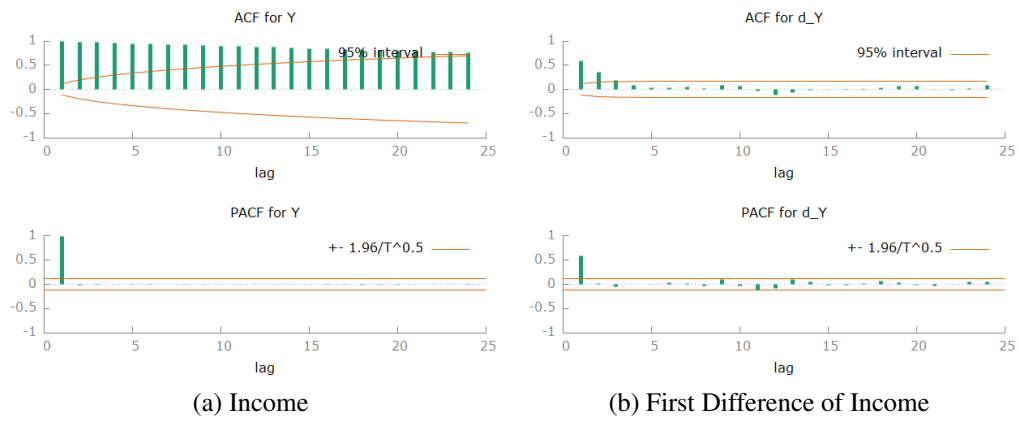 ACF for Y
1
0.5
0
-0.5
-1
95% interval
0 5 10 15 20 25
lag
PACF for Y
1
0.5
0
-0.5
-1
+- 1.96/T^0.5
0 5 10 15 20 25
lag
(a) Income
ACF for d_Y
1
0.5
0
-0.5
-1
95% interval
0 5 10 15 20 25
lag
PACF for d_Y
1
0.5
0
-0.5
-1
+- 1.96/T^0.5
0 5 10 15 20 25
lag
(b) First Difference of Income